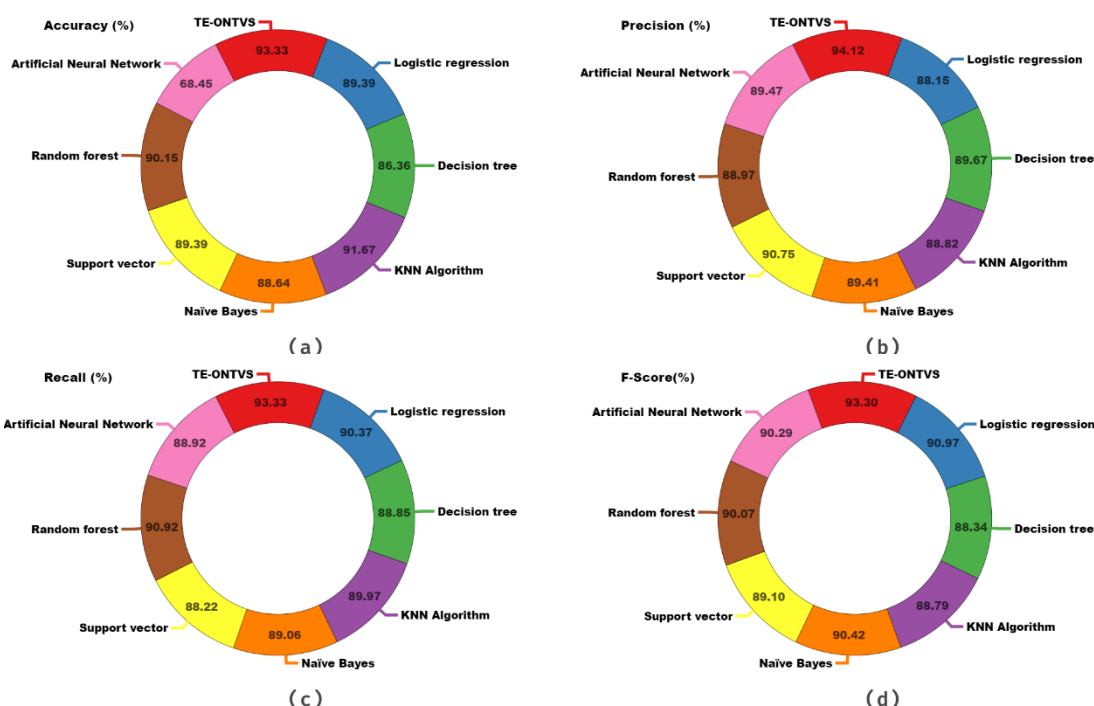 Accuracy (%)
TE-ONTVS
93.33
Logistic regression
89.39
Decision tree
86.36
KNN Algorithm
91.67
Naïve Bayes
88.64
Support vector
89.39
Random forest
90.15
Artificial Neural Network
68.45
(a)
Precision (%)
TE-ONTVS
94.12
Logistic regression
88.15
Decision tree
89.67
KNN Algorithm
88.82
Naïve Bayes
89.41
Support vector
90.75
Random forest
88.97
Artificial Neural Network
89.47
(b)
Recall (%)
TE-ONTVS
93.33
Logistic regression
90.37
Decision tree
88.85
KNN Algorithm
89.97
Naïve Bayes
89.06
Support vector
88.22
Random forest
90.92
Artificial Neural Network
88.92
(c)
F-Score(%)
TE-ONTVS
93.30
Logistic regression
90.97
Decision tree
88.34
KNN Algorithm
88.79
Naïve Bayes
90.42
Support vector
89.10
Random forest
90.07
Artificial Neural Network
90.29
(d)